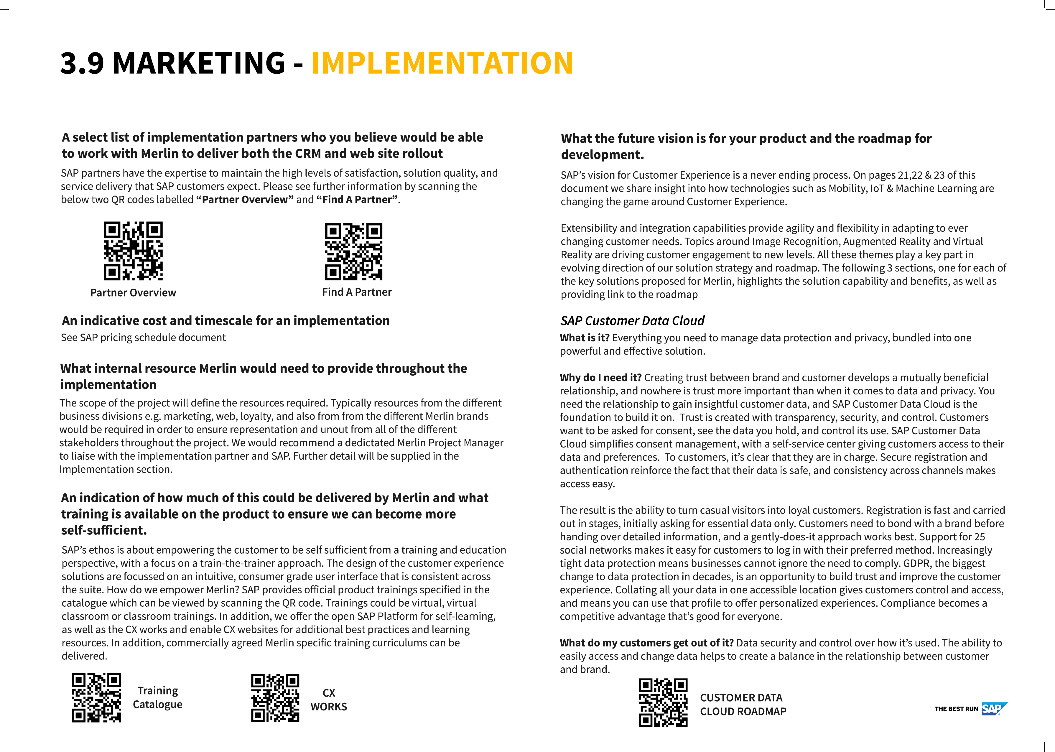 3.9 MARKETING - IMPLEMENTATION
A select list of implementation partners who you believe would be able
to work with Merlin to deliver both the CRM and web site rollout
SAP partners have the expertise to maintain the high levels of satisfaction, solution quality, and
service delivery that SAP customers expect. Please see further information by scanning the
below two QR codes labelled “Partner Overview” and “Find A Partner”.
Partner Overview
Find A Partner
An indicative cost and timescale for an implementation
See SAP pricing schedule document
What internal resource Merlin would need to provide throughout the
implementation
The scope of the project will define the resources required. Typically resources from the different
business divisions e.g. marketing, web, loyalty, and also from from the different Merlin brands
would be required in order to ensure representation and unout from all of the different
stakeholders throughout the project. We would recommend a dedictated Merlin Project Manager
to liaise with the implementation partner and SAP. Further detail will be supplied in the
Implementation section.
An indication of how much of this could be delivered by Merlin and what
training is available on the product to ensure we can become more
self-sufficient.
SAP’s ethos is about empowering the customer to be self sufficient from a training and education
perspective, with a focus on a train-the-trainer approach. The design of the customer experience
solutions are focussed on an intuitive, consumer grade user interface that is consistent across
the suite. How do we empower Merlin? SAP provides official product trainings specified in the
catalogue which can be viewed by scanning the QR code. Trainings could be virtual, virtual
classroom or classroom trainings. In addition, we offer the open SAP Platform for self-learning,
as well as the CX works and enable CX websites for additional best practices and learning
resources. In addition, commercially agreed Merlin specific training curriculums can be
delivered.
Training
Catalogue
CX
WORKS
What the future vision is for your product and the roadmap for
development.
SAP’s vision for Customer Experience is a never ending process. On pages 21,22 & 23 of this
document we share insight into how technologies such as Mobility, IoT & Machine Learning are
changing the game around Customer Experience.
Extensibility and integration capabilities provide agility and flexibility in adapting to ever
changing customer needs. Topics around Image Recognition, Augmented Reality and Virtual
Reality are driving customer engagement to new levels. All these themes play a key part in
evolving direction of our solution strategy and roadmap. The following 3 sections, one for each of
the key solutions proposed for Merlin, highlights the solution capability and benefits, as well as
providing link to the roadmap
SAP Customer Data Cloud
What is it? Everything you need to manage data protection and privacy, bundled into one
powerful and effective solution.
Why do I need it? Creating trust between brand and customer develops a mutually beneficial
relationship, and nowhere is trust more important than when it comes to data and privacy. You
need the relationship to gain insightful customer data, and SAP Customer Data Cloud is the
foundation to build it on. Trust is created with transparency, security, and control. Customers
want to be asked for consent, see the data you hold, and control its use. SAP Customer Data
Cloud simplifies consent management, with a self-service center giving customers access to their
data and preferences. To customers, it’s clear that they are in charge. Secure registration and
authentication reinforce the fact that their data is safe, and consistency across channels makes
access easy.
The result is the ability to turn casual visitors into loyal customers. Registration is fast and carried
out in stages, initially asking for essential data only. Customers need to bond with a brand before
handing over detailed information, and a gently-does-it approach works best. Support for 25
social networks makes it easy for customers to log in with their preferred method. Increasingly
tight data protection means businesses cannot ignore the need to comply. GDPR, the biggest
change to data protection in decades, is an opportunity to build trust and improve the customer
experience. Collating all your data in one accessible location gives customers control and access,
and means you can use that profile to offer personalized experiences. Compliance becomes a
competitive advantage that’s good for everyone.
What do my customers get out of it? Data security and control over how it’s used. The ability to
easily access and change data helps to create a balance in the relationship between customer
and brand.
CUSTOMER DATA
CLOUD ROADMAP
THE BEST RUN SAP